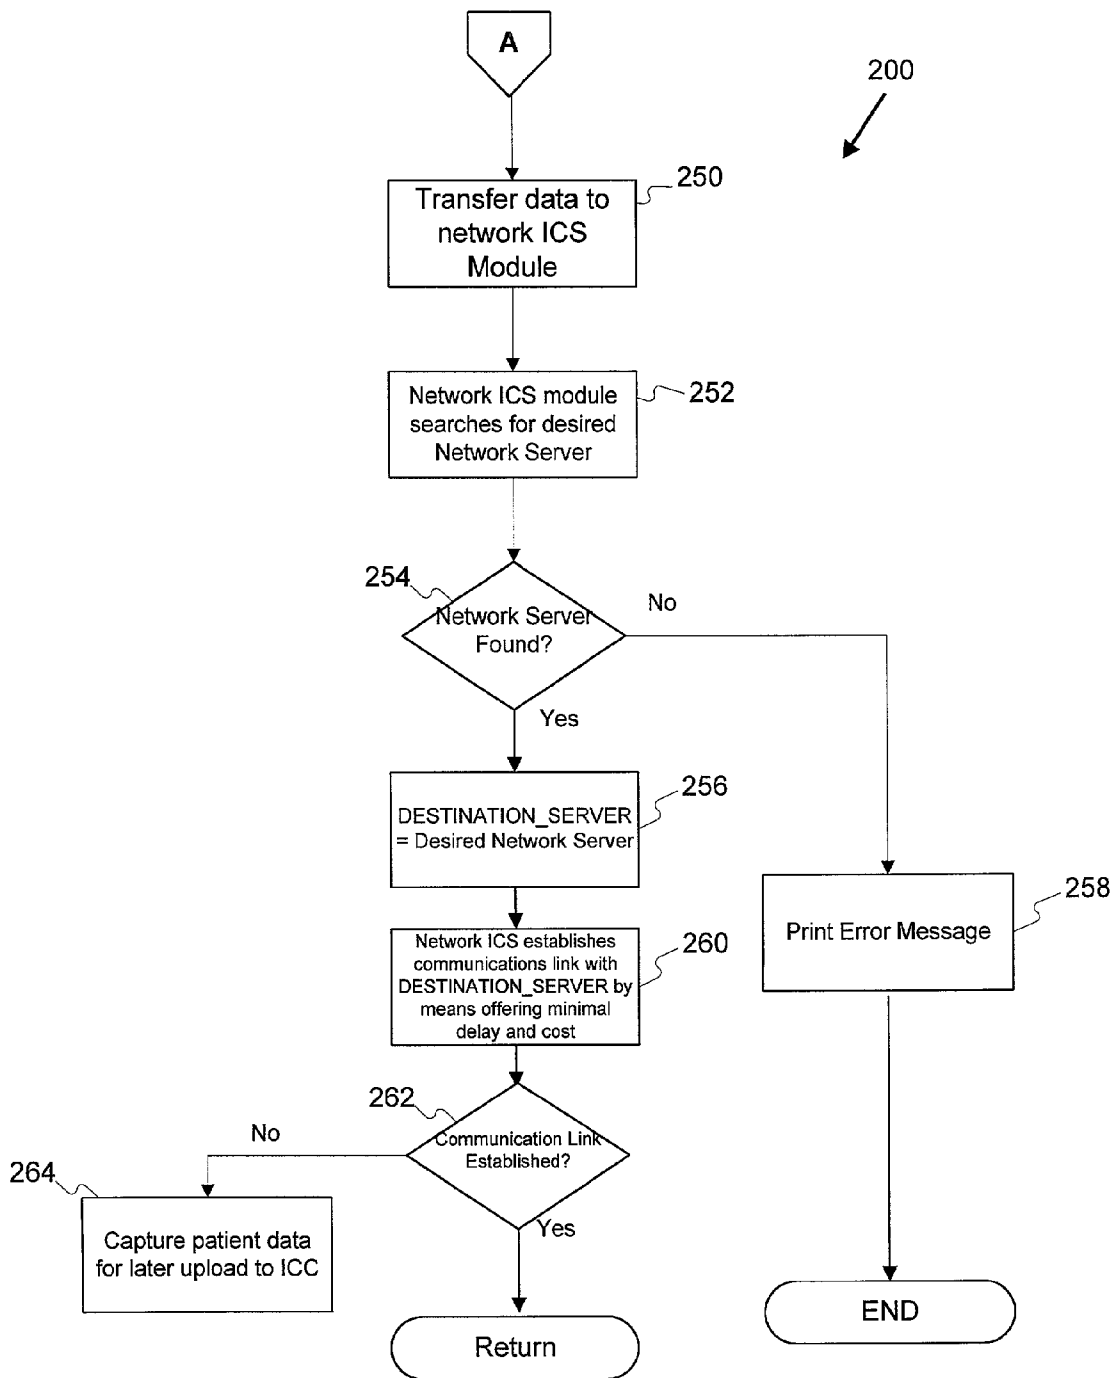 A
200
250
Transfer data to
network ICS
Module
252
Network ICS module
searches for desired
Network Server
254
Network Server
Found?
No
Yes
256
DESTINATION_SERVER
= Desired Network Server
258
Print Error Message
260
Network ICS establishes
communications link with
DESTINATION_SERVER by
means offering minimal
delay and cost
262
Communication Link
Established?
No
Yes
264
Capture patient data
for later upload to ICC
END
Return